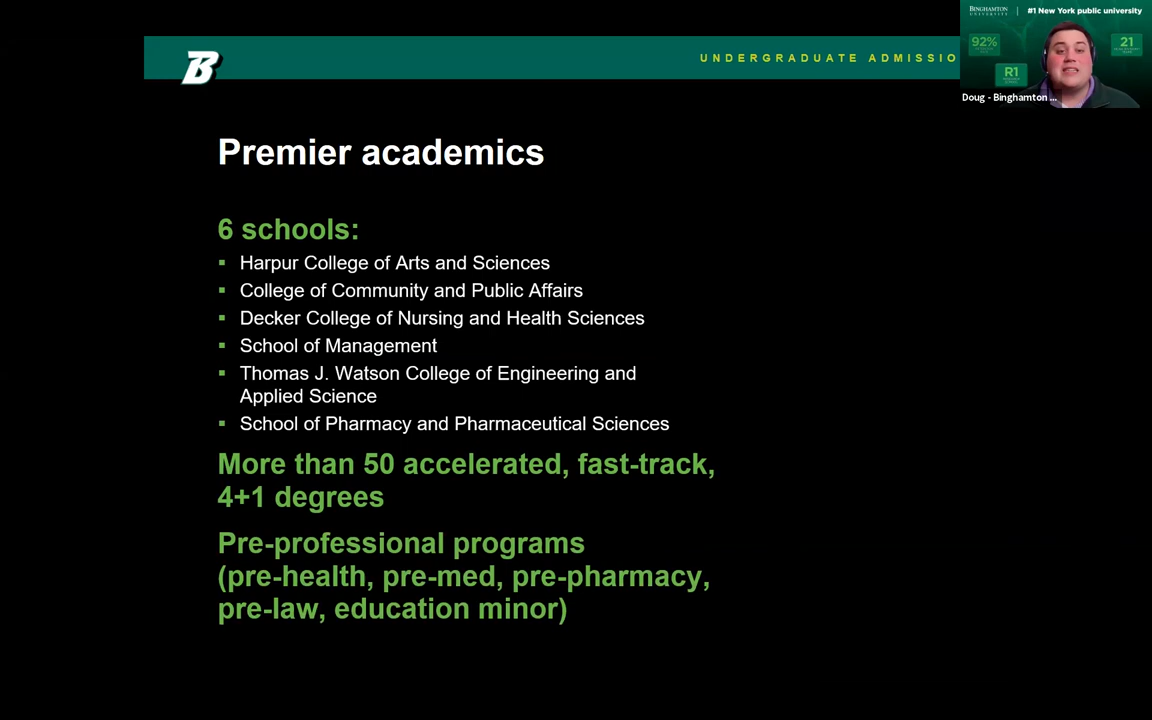 BINGHAMTON
UNIVERSITY
#1 New York public university
92%
21
R1
Doug - Binghamton ...
B
UNDERGRADUATE ADMISSIO
Premier academics
6 schools:
▪ Harpur College of Arts and Sciences
▪ College of Community and Public Affairs
▪ Decker College of Nursing and Health Sciences
▪ School of Management
▪ Thomas J. Watson College of Engineering and
Applied Science
▪ School of Pharmacy and Pharmaceutical Sciences
More than 50 accelerated, fast-track,
4+1 degrees
Pre-professional programs
(pre-health, pre-med, pre-pharmacy,
pre-law, education minor)